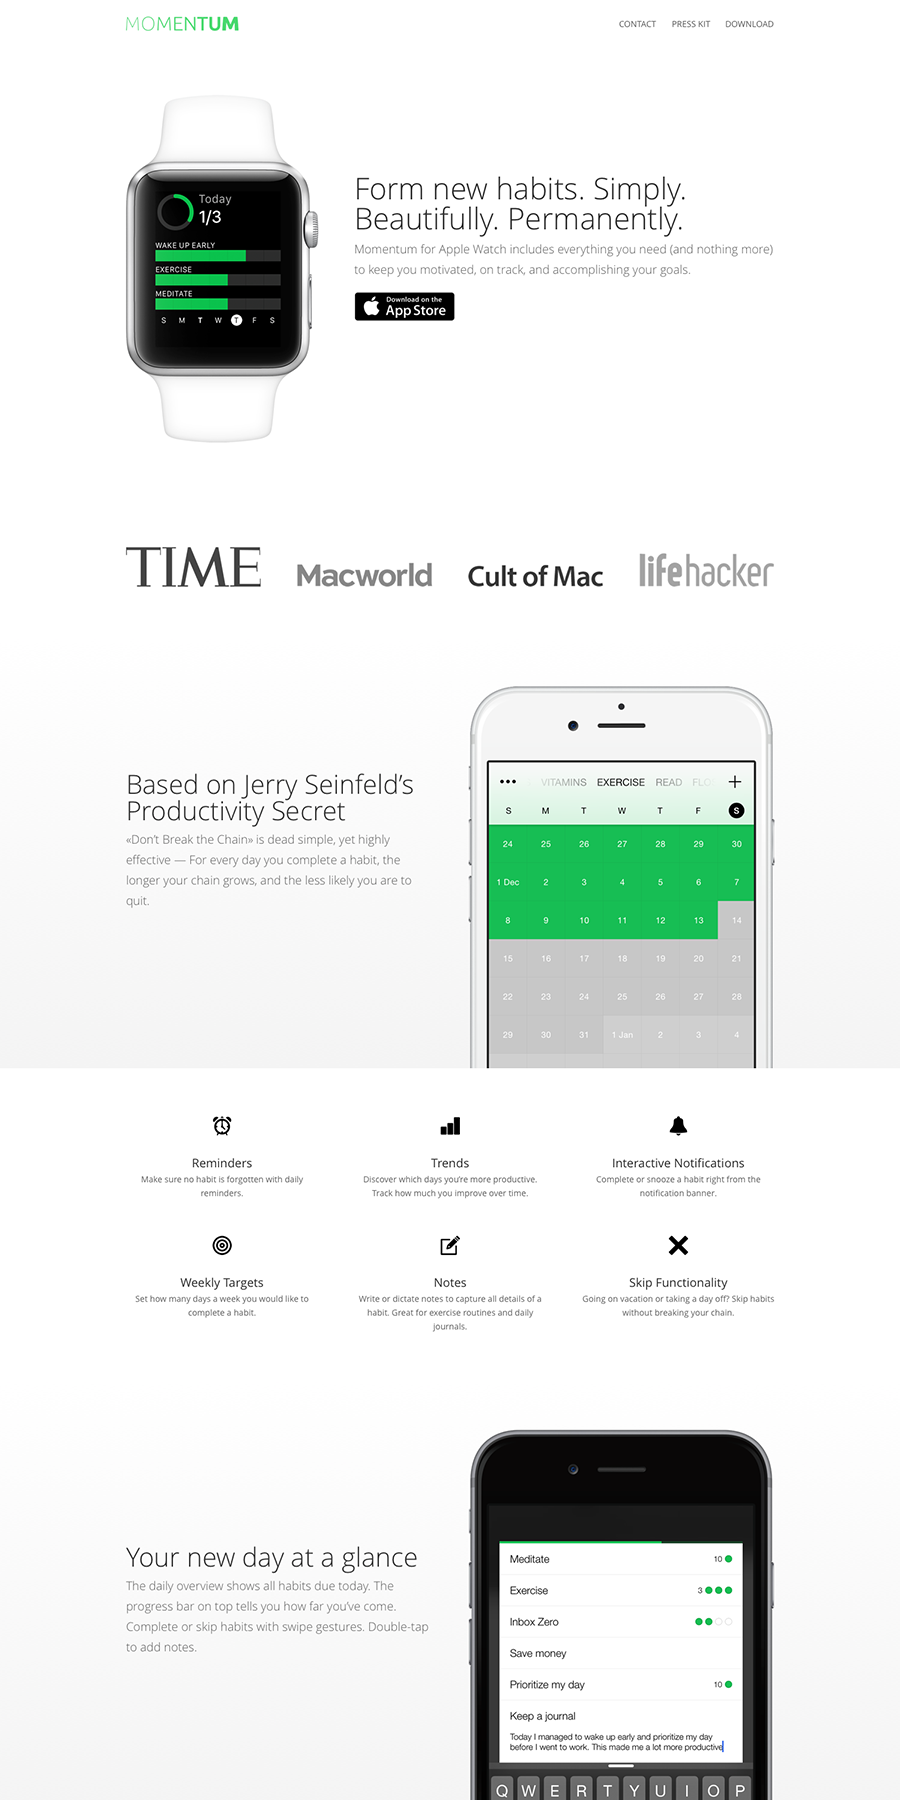 MOMENTUM
CONTACT PRESS KIT DOWNLOAD
Today
1/3
WAKE UP EARLY
EXERCISE
MEDITATE
S M T W T F S
Form new habits. Simply.
Beautifully. Permanently.
Momentum for Apple Watch includes everything you need (and nothing more)
to keep you motivated, on track, and accomplishing your goals.
Download on the
App Store
TIME
Macworld
Cult of Mac
lifehacker
Based on Jerry Seinfeld’s
Productivity Secret
«Don’t Break the Chain» is dead simple, yet highly
effective — For every day you complete a habit, the
longer your chain grows, and the less likely you are to
quit.
••• VITAMINS EXERCISE READ FLO +
S M T W T F S
24 25 26 27 28 29 30
1 Dec 2 3 4 5 6 7
8 9 10 11 12 13 14
15 16 17 18 19 20 21
22 23 24 25 26 27 28
29 30 31 1 Jan 2 3 4
Reminders
Make sure no habit is forgotten with daily
reminders.
Trends
Discover which days you’re more productive.
Track how much you improve over time.
Interactive Notifications
Complete or snooze a habit right from the
notification banner.
Weekly Targets
Set how many days a week you would like to
complete a habit.
Notes
Write or dictate notes to capture all details of a
habit. Great for exercise routines and daily
journals.
Skip Functionality
Going on vacation or taking a day off? Skip habits
without breaking your chain.
Your new day at a glance
The daily overview shows all habits due today. The
progress bar on top tells you how far you’ve come.
Complete or skip habits with swipe gestures. Double-tap
to add notes.
Meditate 10
Exercise 3
Inbox Zero
Save money
Prioritize my day 10
Keep a journal
Today I managed to wake up early and prioritize my day
before I went to work. This made me a lot more productive
Q W E R T Y U I O P